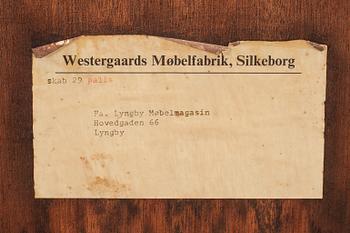 Westergaards Møbelfabrik, Silkeborg
skab 29 palis
Fa. Lyngby Møbelmagasin
Hovedgaden 66
Lyngby